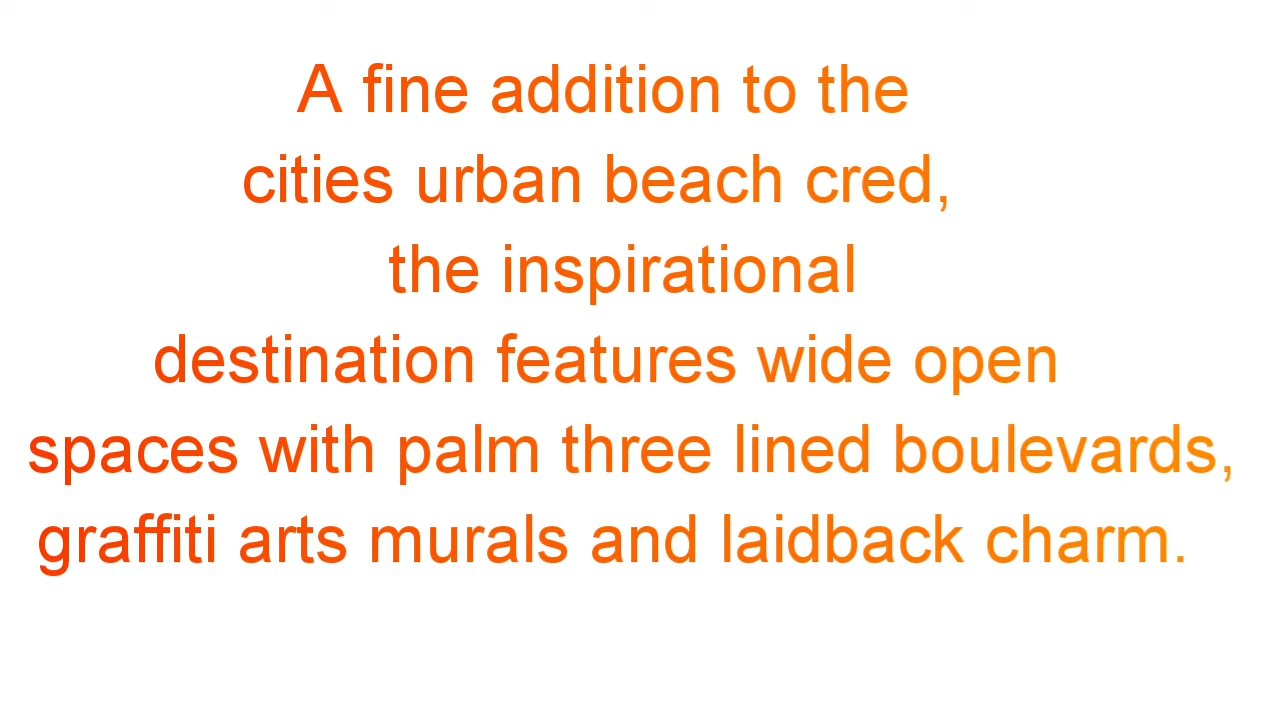 A fine addition to the
cities urban beach cred,
the inspirational
destination features wide open
spaces with palm three lined boulevards,
graffiti arts murals and laidback charm.